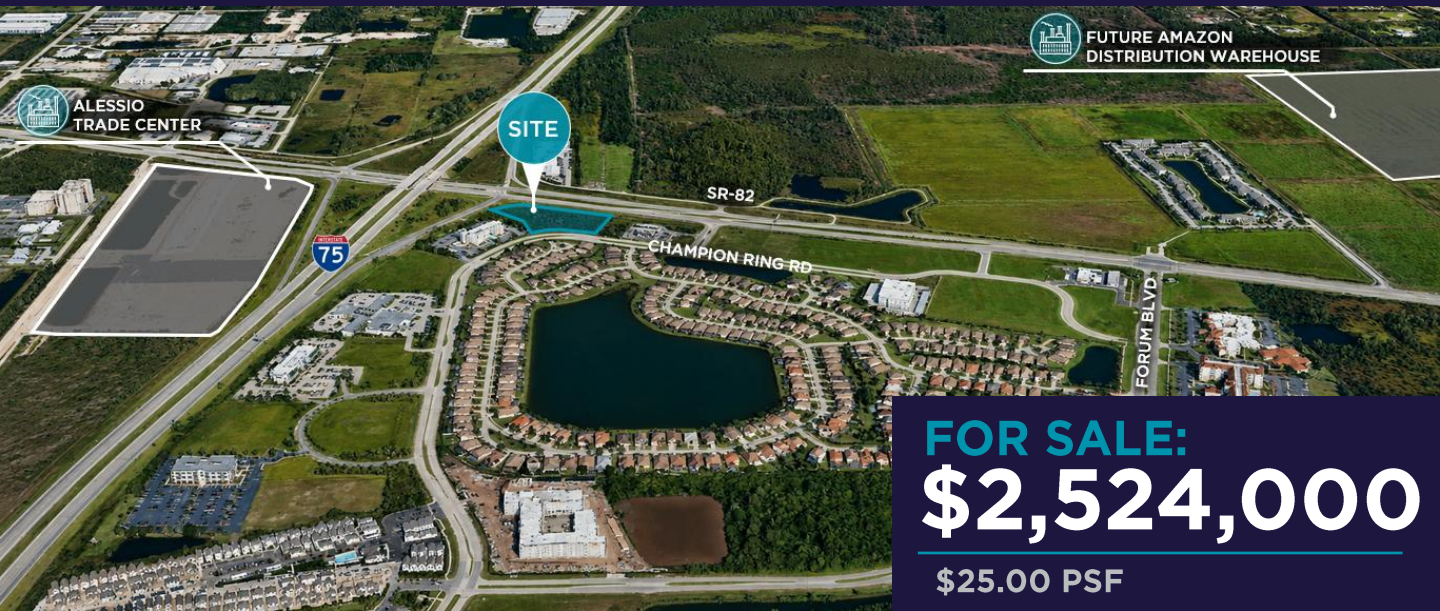 FUTURE AMAZON
DISTRIBUTION WAREHOUSE
ALESSIO
TRADE CENTER
SITE
SR-82
INTERSTATE
75
CHAMPION RING RD
FORUM BLVD
FOR SALE:
$2,524,000
$25.00 PSF